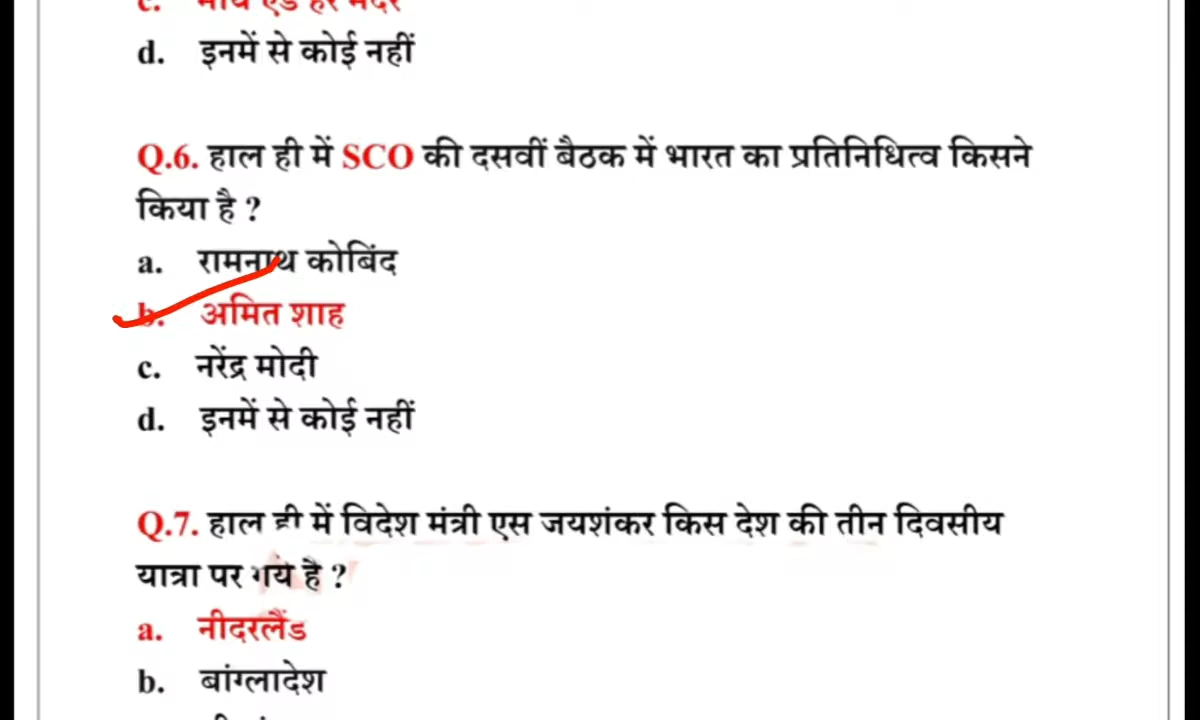 d. इनमें से कोई नहीं
Q.6. हाल ही में SCO की दसवीं बैठक में भारत का प्रतिनिधित्व किसने
किया है ?
a. रामनाथ कोबिंद
b. अमित शाह
c. नरेंद्र मोदी
d. इनमें से कोई नहीं
Q.7. हाल ही में विदेश मंत्री एस जयशंकर किस देश की तीन दिवसीय
यात्रा पर गये है ?
a. नीदरलैंड
b. बांग्लादेश